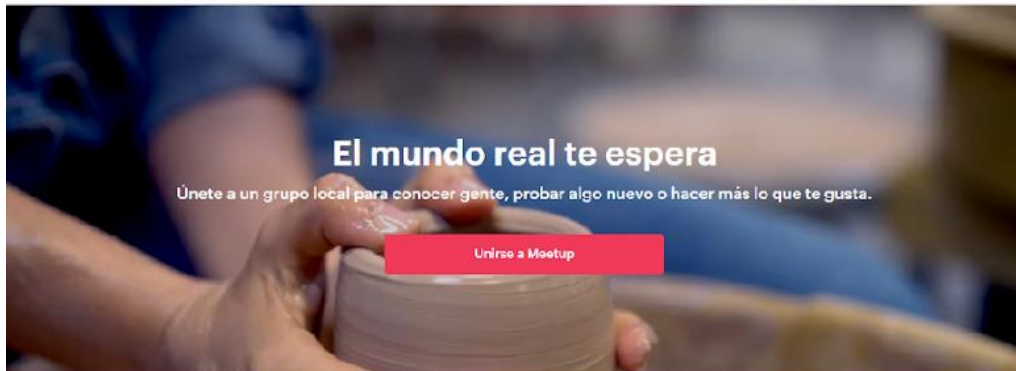 El mundo real te espera
Únete a un grupo local para conocer gente, probar algo nuevo o hacer más lo que te gusta.
Unirse a Meetup